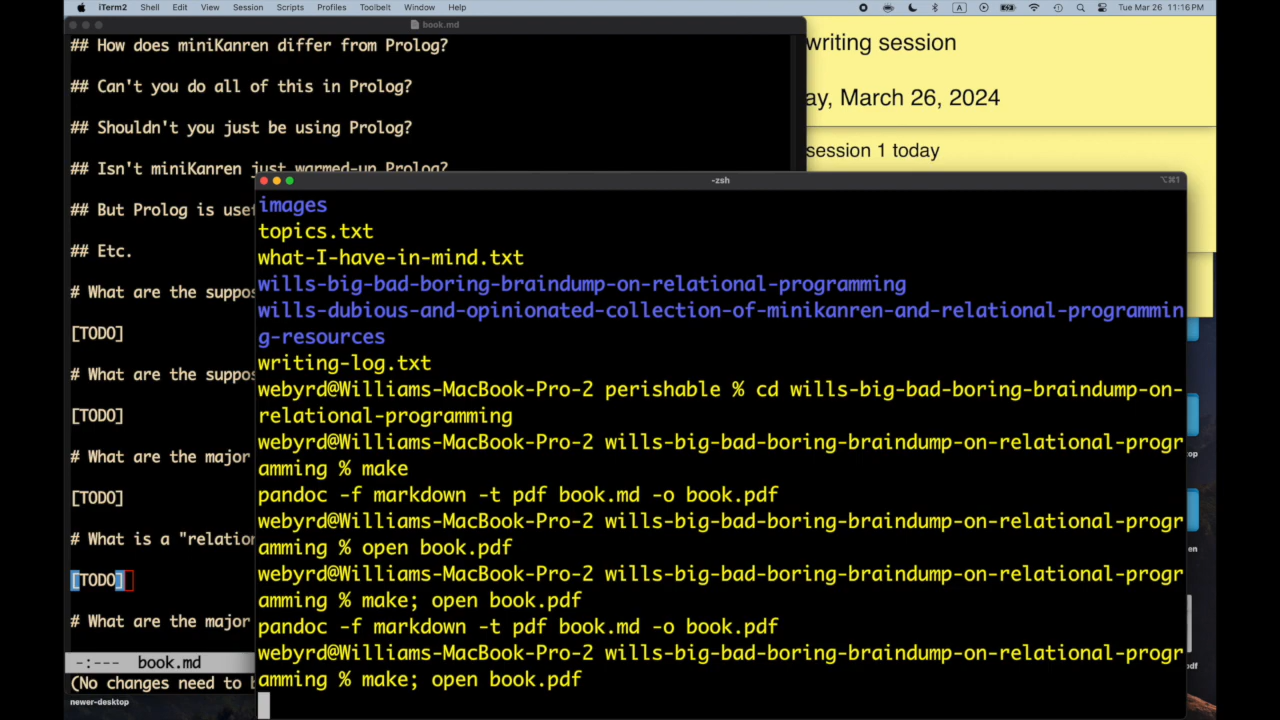 iTerm2 Shell Edit View Session Scripts Profiles Toolbelt Window Help
Tue Mar 26 11:16 PM
book.md
## How does miniKanren differ from Prolog?
## Can't you do all of this in Prolog?
## Shouldn't you just be using Prolog?
## Isn't miniKanren just warmed-up Prolog?
## But Prolog is usef
## Etc.
# What are the suppos
[TODO]
# What are the suppos
[TODO]
# What are the major
[TODO]
# What is a "relation
[TODO]
# What are the major
-:--- book.md
(No changes need to b
newer-desktop
writing session
ay, March 26, 2024
session 1 today
-zsh
⌥⌘1
images
topics.txt
what-I-have-in-mind.txt
wills-big-bad-boring-braindump-on-relational-programming
wills-dubious-and-opinionated-collection-of-minikanren-and-relational-programmin
g-resources
writing-log.txt
webyrd@Williams-MacBook-Pro-2 perishable % cd wills-big-bad-boring-braindump-on-
relational-programming
webyrd@Williams-MacBook-Pro-2 wills-big-bad-boring-braindump-on-relational-progr
amming % make
pandoc -f markdown -t pdf book.md -o book.pdf
webyrd@Williams-MacBook-Pro-2 wills-big-bad-boring-braindump-on-relational-progr
amming % open book.pdf
webyrd@Williams-MacBook-Pro-2 wills-big-bad-boring-braindump-on-relational-progr
amming % make; open book.pdf
pandoc -f markdown -t pdf book.md -o book.pdf
webyrd@Williams-MacBook-Pro-2 wills-big-bad-boring-braindump-on-relational-progr
amming % make; open book.pdf
top
en
pdf